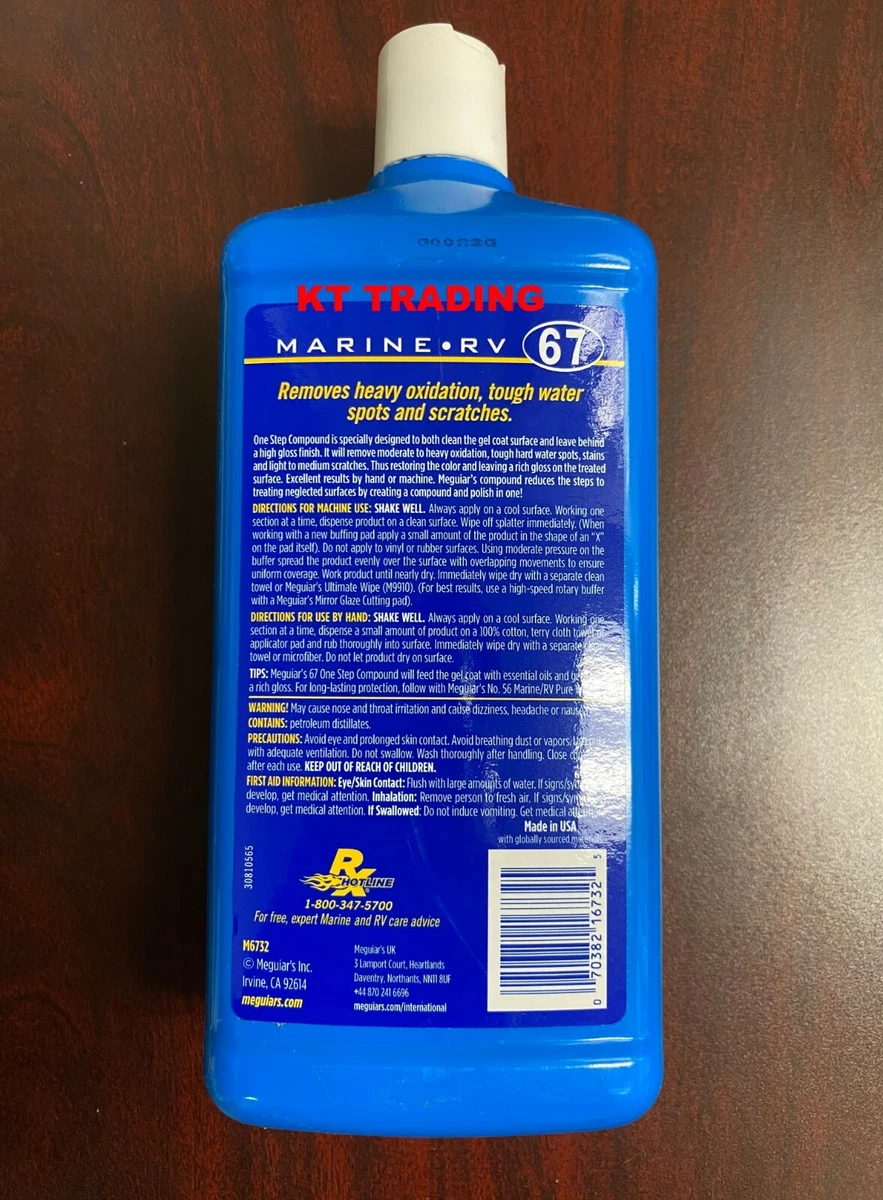 00022G
KT TRADING
MARINE • RV 67
Removes heavy oxidation, tough water
spots and scratches.
One Step Compound is specially designed to both clean the gel coat surface and leave behind
a high gloss finish. It will remove moderate to heavy oxidation, tough hard water spots, stains
and light to medium scratches. Thus restoring the color and leaving a rich gloss on the treated
surface. Excellent results by hand or machine. Meguiar's compound reduces the steps to
treating neglected surfaces by creating a compound and polish in one!
DIRECTIONS FOR MACHINE USE: SHAKE WELL. Always apply on a cool surface. Working one
section at a time, dispense product on a clean surface. Wipe off splatter immediately. (When
working with a new buffing pad apply a small amount of the product in the shape of an "X"
on the pad itself). Do not apply to vinyl or rubber surfaces. Using moderate pressure on the
buffer spread the product evenly over the surface with overlapping movements to ensure
uniform coverage. Work product until nearly dry. Immediately wipe dry with a separate clean
towel or Meguiar's Ultimate Wipe (M9910). (For best results, use a high-speed rotary buffer
with a Meguiar's Mirror Glaze Cutting pad).
DIRECTIONS FOR USE BY HAND: SHAKE WELL. Always apply on a cool surface. Working one
section at a time, dispense a small amount of product on a 100% cotton, terry cloth towel or
applicator pad and rub thoroughly into surface. Immediately wipe dry with a separate clean
towel or microfiber. Do not let product dry on surface.
TIPS: Meguiar's 67 One Step Compound will feed the gel coat with essential oils and
a rich gloss. For long-lasting protection, follow with Meguiar's No. 56 Marine/RV Pure
WARNING! May cause nose and throat irritation and cause dizziness, headache or
CONTAINS: petroleum distillates.
PRECAUTIONS: Avoid eye and prolonged skin contact. Avoid breathing dust or vapors.
with adequate ventilation. Do not swallow. Wash thoroughly after handling. Close
after each use. KEEP OUT OF REACH OF CHILDREN.
FIRST AID INFORMATION: Eye/Skin Contact: Flush with large amounts of water. If
develop, get medical attention. Inhalation: Remove person to fresh air. If
develop, get medical attention. If Swallowed: Do not induce vomiting. Get medical
Made in USA
with globally sourced materials
30810565
RX HOTLINE
1-800-347-5700
For free, expert Marine and RV care advice
M6732
© Meguiar's Inc.
Irvine, CA 92614
meguiars.com
Meguiar's UK
3 Lamport Court, Heartlands
Daventry, Northants, NN11 8UF
+44 870 241 6696
meguiars.com/international
0 70382 16732 5